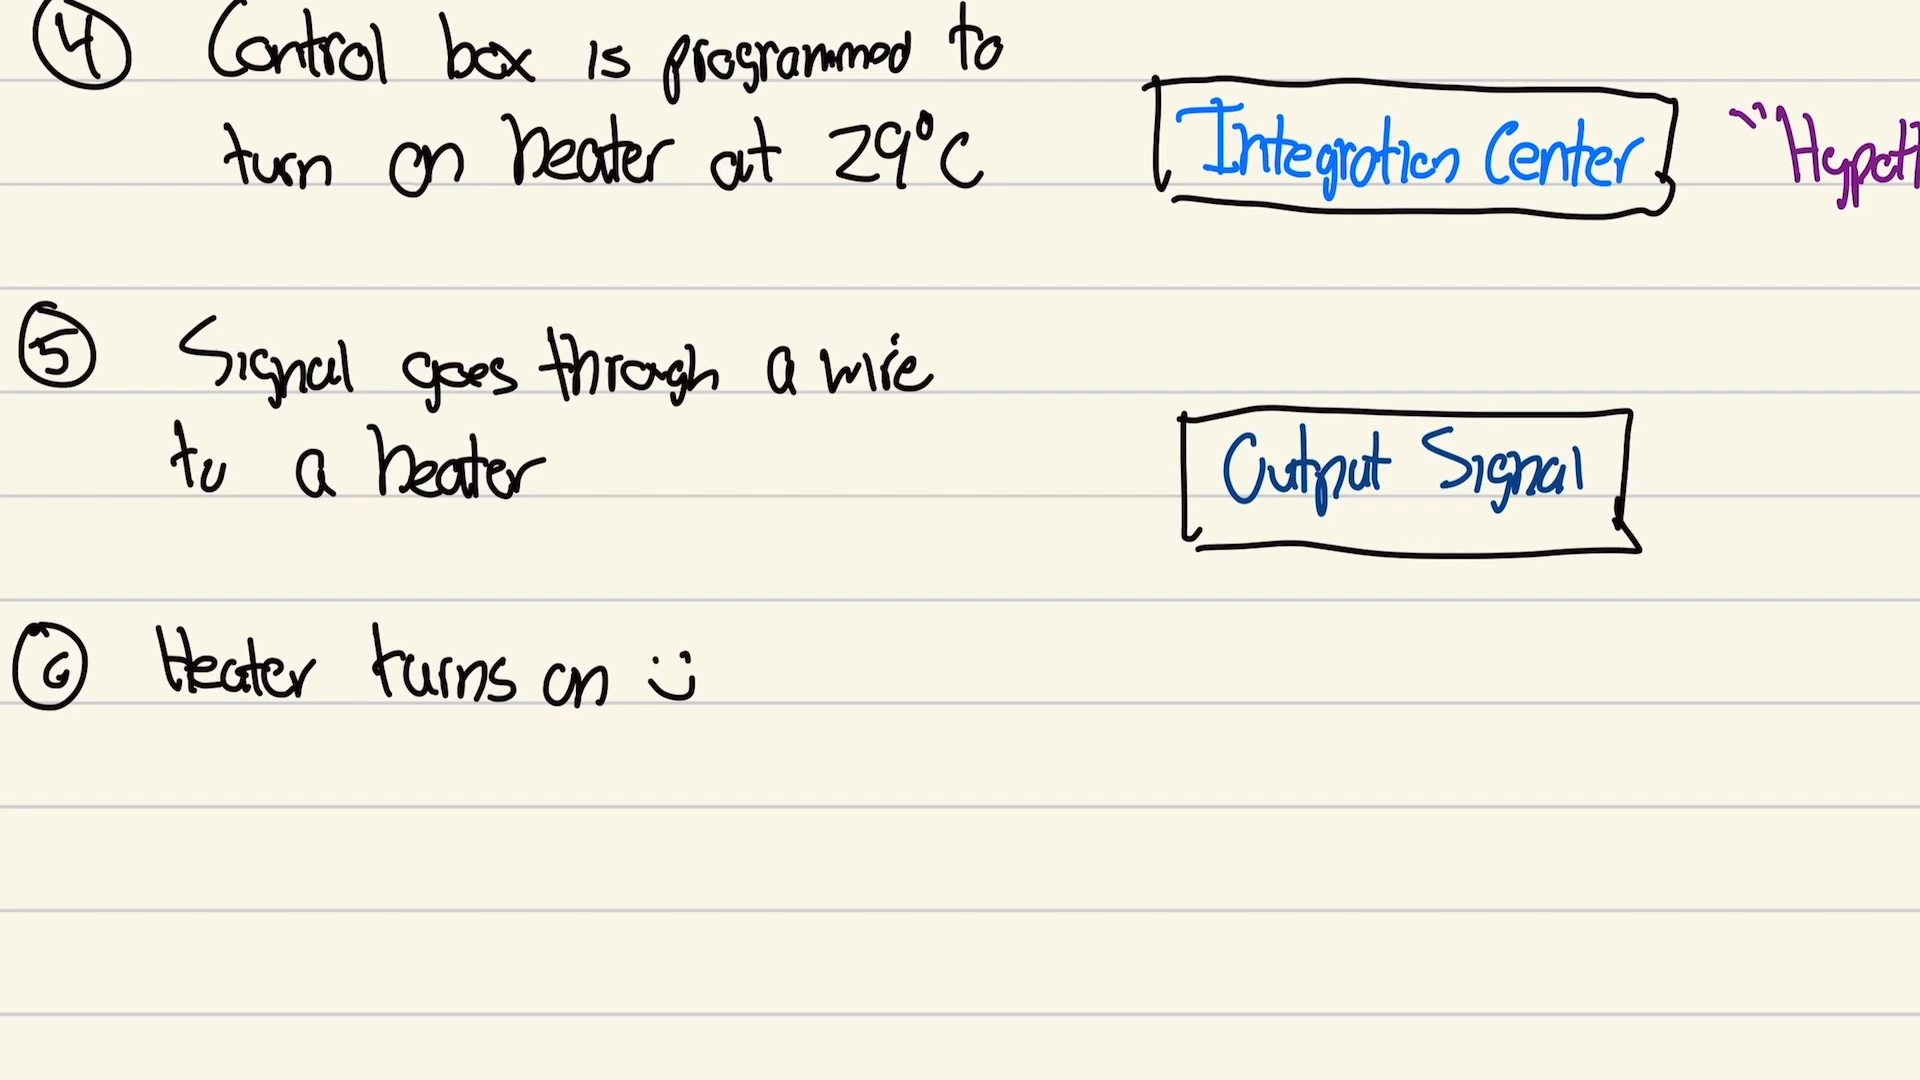 4 Control box is programmed to
turn on heater at 29°C
Integration Center
5 Signal goes through a wire
to a heater
Output Signal
6 Heater turns on :)